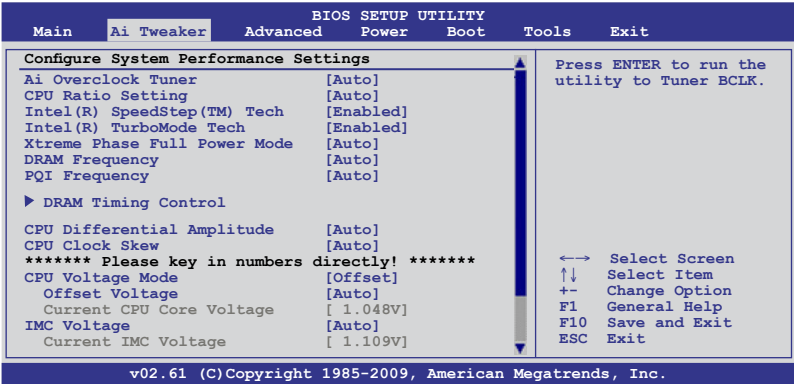 BIOS SETUP UTILITY
Main Ai Tweaker Advanced Power Boot Tools Exit
Configure System Performance Settings
Ai Overclock Tuner [Auto]
CPU Ratio Setting [Auto]
Intel(R) SpeedStep(TM) Tech [Enabled]
Intel(R) TurboMode Tech [Enabled]
Xtreme Phase Full Power Mode [Auto]
DRAM Frequency [Auto]
PQI Frequency [Auto]
DRAM Timing Control
CPU Differential Amplitude [Auto]
CPU Clock Skew [Auto]
******* Please key in numbers directly! *******
CPU Voltage Mode [Offset]
Offset Voltage [Auto]
Current CPU Core Voltage [ 1.048V]
IMC Voltage [Auto]
Current IMC Voltage [ 1.109V]
Press ENTER to run the
utility to Tuner BCLK.
←→ Select Screen
↑↓ Select Item
+- Change Option
F1 General Help
F10 Save and Exit
ESC Exit
v02.61 (C)Copyright 1985-2009, American Megatrends, Inc.